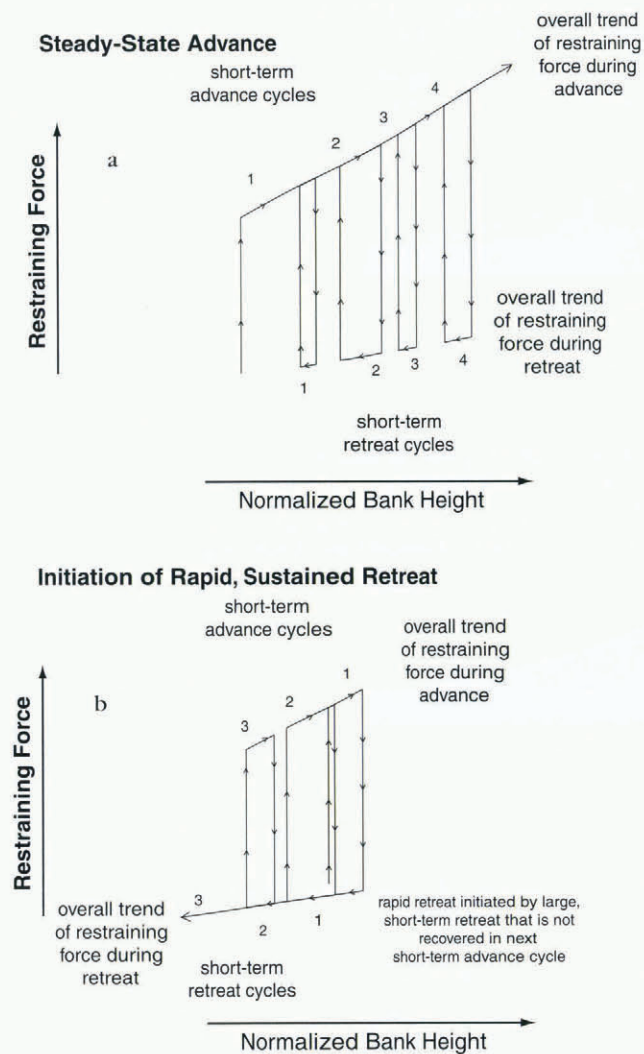 Steady-State Advance
short-term
advance cycles
overall trend
of restraining
force during
advance
a
1
2
3
4
Restraining Force
overall trend
of restraining
force during
retreat
1
2
3
4
short-term
retreat cycles
Normalized Bank Height
Initiation of Rapid, Sustained Retreat
short-term
advance cycles
overall trend
of restraining
force during
advance
b
1
2
3
Restraining Force
3
2
1
overall trend
of restraining
force during
retreat
rapid retreat initiated by large,
short-term retreat that is not
recovered in next
short-term advance cycle
short-term
retreat cycles
Normalized Bank Height